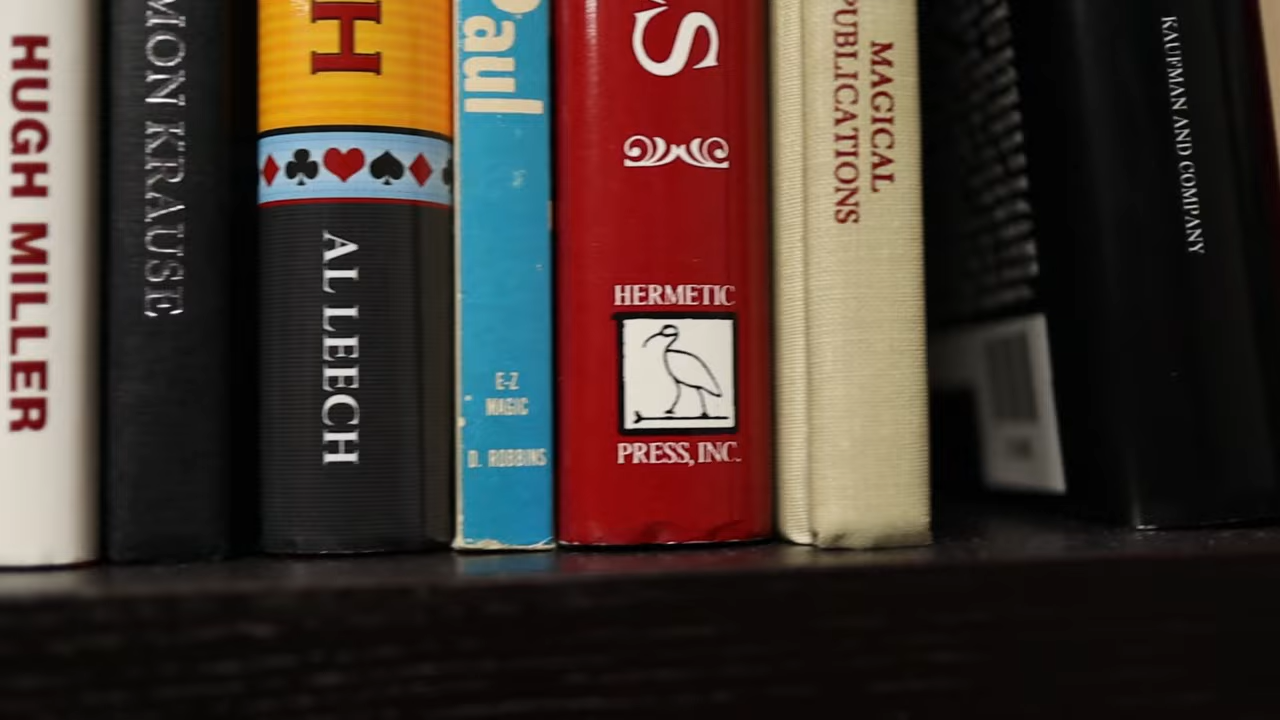 HUGH MILLER
MON KRAUSE
H
AL LEECH
Paul
E-Z
MAGIC
D. ROBBINS
S
HERMETIC
PRESS, INC.
MAGICAL
PUBLICATIONS
KAUFMAN AND COMPANY